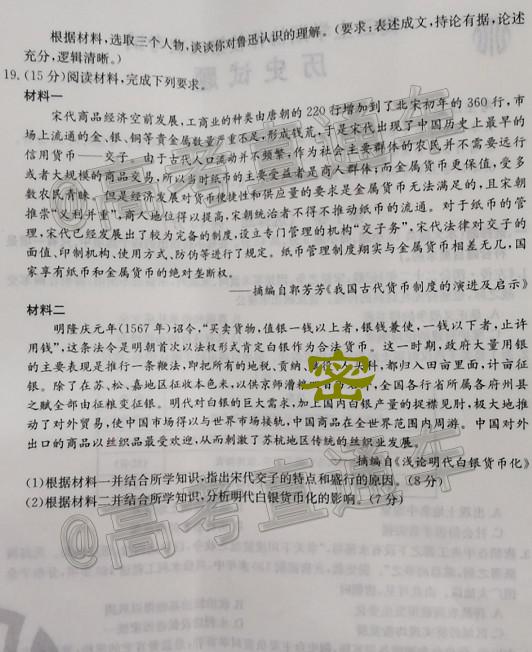 根据材料，选取三个人物，谈谈你对鲁迅认识的理解。（要求：表述成文，持论有据，论述
充分，逻辑清晰。）
19.(15分)阅读材料，完成下列要求。
材料一
宋代商品经济空前发展，工商业的种类由唐朝的220行增加到了北宋初年的360行，市
场上流通的金、银、铜等贵金属数量严重不足，形成钱荒，于是宋代出现了中国历史上最早的
信用货币——交子。由于古代人口流动并不频繁，作为社会主要群体的农民并不需要远行
或者大规模的商品交易，所以当时纸币的主要受益者是商人群体；而金属货币更保值，受多
数农民青睐。但是经济发展对货币便捷性和供应量的要求是金属货币无法满足的，且宋朝
推崇“义利并重”，商人地位得以提高，宋朝统治者不得不推动纸币的流通。对于纸币的管
理，宋代已经发展出了较为完备的制度，设立专门管理的机构“交子务”，宋代法律对交子的
面值、印制机构、使用方式、防伪等进行了规定。纸币管理制度翔实与金属货币相差无几，国
家享有纸币和金属货币的绝对垄断权。
——摘编自郭芳芳《我国古代货币制度的演进及启示》
材料二
明隆庆元年(1567年)诏令，“买卖货物，值银一钱以上者，银钱兼使，一钱以下者，止许
用钱”，这条法令是明朝首次以法权形式肯定白银作为合法货币。这一时期，政府大量用银
的主要表现是推行一条鞭法，即把所有的地税、贡纳、大料，都归入田亩里面，计亩征
银。除了在苏、松、嘉地区征收本色米，以供京师漕粮 全国各行省所属各府州县
之赋全部由征粮变征银。明代对白银的巨大需求，加上国内白银产量的捉襟见肘，极大地推
动了对外贸易，使中国市场得以与世界市场接轨，中国商品在全世界范围内周游。中国对外
出口的商品以丝织品最受欢迎，从而刺激了苏杭地区传统的丝织业发展。
摘编自《浅论明代白银货币化》
(1)根据材料一并结合所学知识，指出宋代交子的特点和盛行的原因。(8分)
(2)根据材料二并结合所学知识，分析明代白银货币化的影响。(7分)
密
@高考直通车
@高考直通车